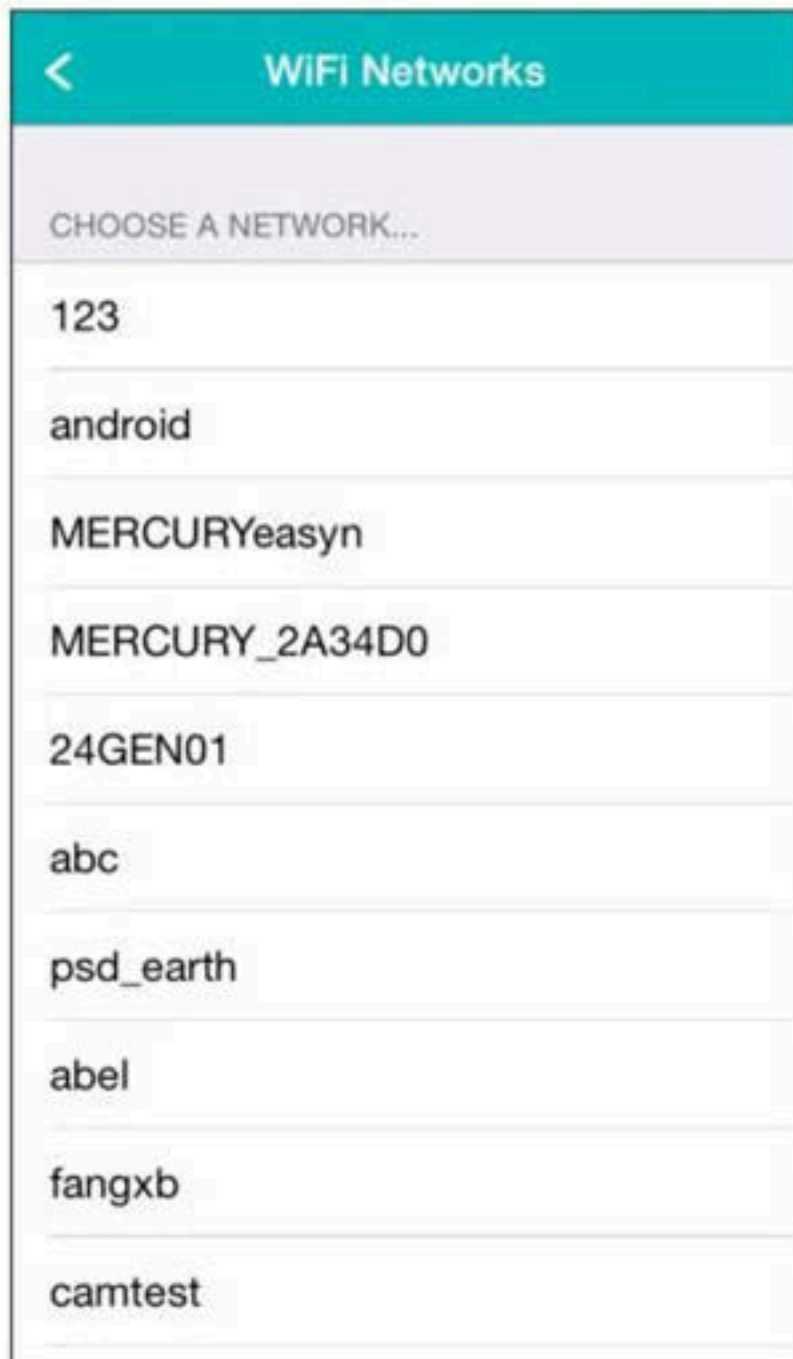 WiFi Networks
CHOOSE A NETWORK...
123
android
MERCURYeasyn
MERCURY_2A34D0
24GEN01
abc
psd_earth
abel
fangxb
camtest